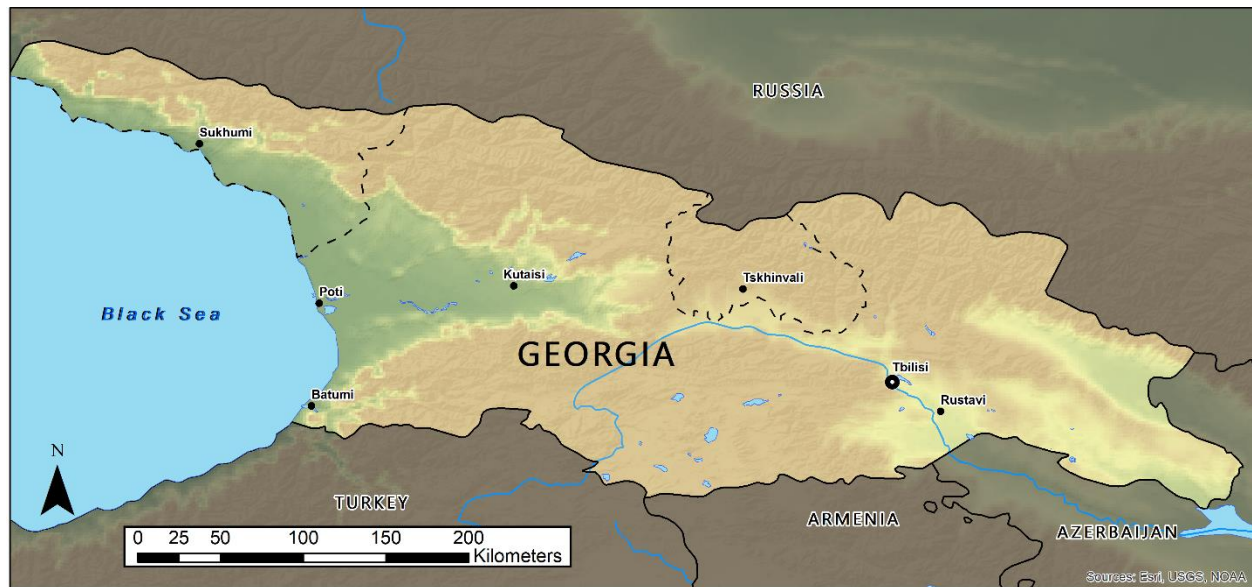 RUSSIA
Sukhumi
Kutaisi
Tskhinvali
Poti
Black Sea
GEORGIA
Tbilisi
Batumi
Rustavi
N
TURKEY
ARMENIA
AZERBAIJAN
0 25 50 100 150 200
Kilometers
Sources: Esri, USGS, NOAA